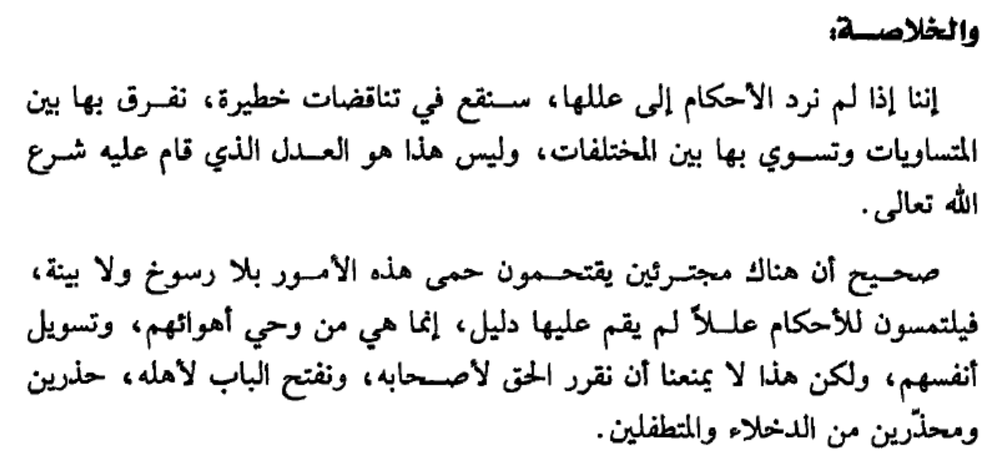 والخلاصة:
إننا إذا لم نرد الأحكام إلى عللها، سنقع في تناقضات خطيرة، نفرق بها بين
المتساويات وتسوي بها بين المختلفات، وليس هذا هو العدل الذي قام عليه شرع
الله تعالى.
صحيح أن هناك مجترئين يقتحمون حمى هذه الأمور بلا رسوخ ولا بينة،
فيلتمسون للأحكام عللاً لم يقم عليها دليل، إنما هي من وحي أهوائهم، وتسويل
أنفسهم، ولكن هذا لا يمنعنا أن نقرر الحق لأصحابه، ونفتح الباب لأهله، حذرين
ومحذّرين من الدخلاء والمتطفلين.